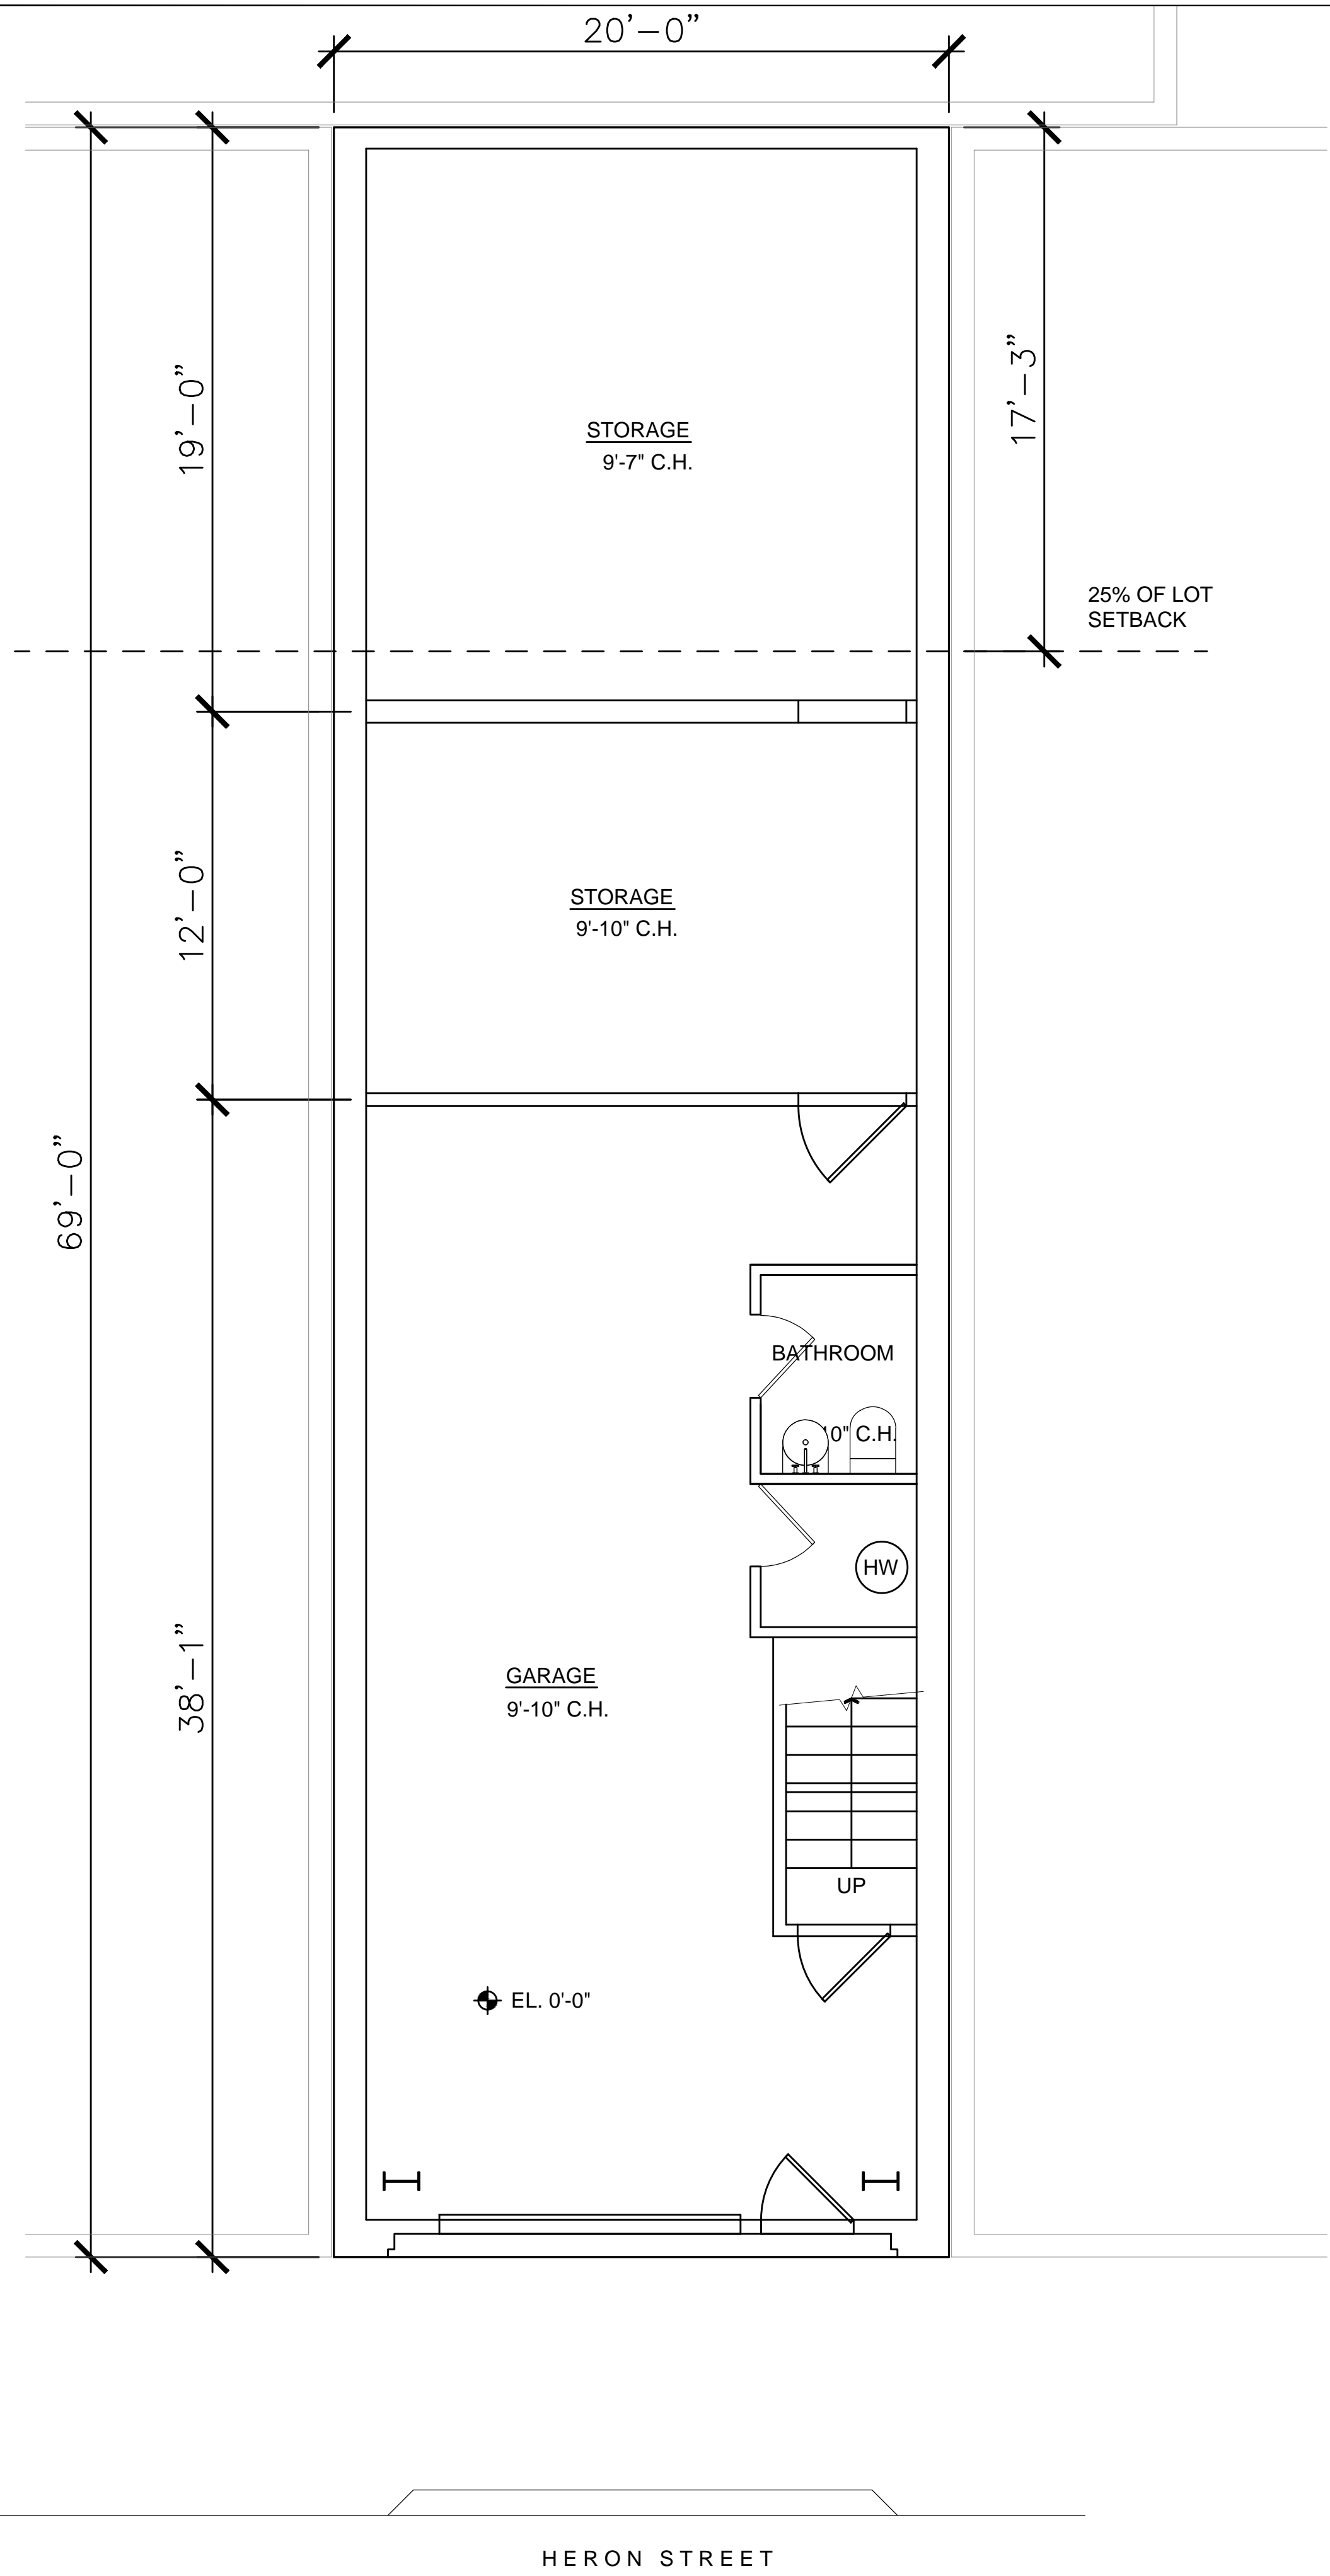 20'-0"
19'-0"
17'-3"
STORAGE
9'-7" C.H.
25% OF LOT
SETBACK
12'-0"
STORAGE
9'-10" C.H.
69'-0"
BATHROOM
0" C.H.
HW
38'-1"
GARAGE
9'-10" C.H.
UP
EL. 0'-0"
HERON STREET